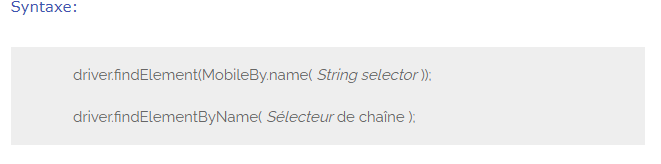 Syntaxe:
driver.findElement(MobileBy.name( String selector ));
driver.findElementByName( Sélecteur de chaîne );